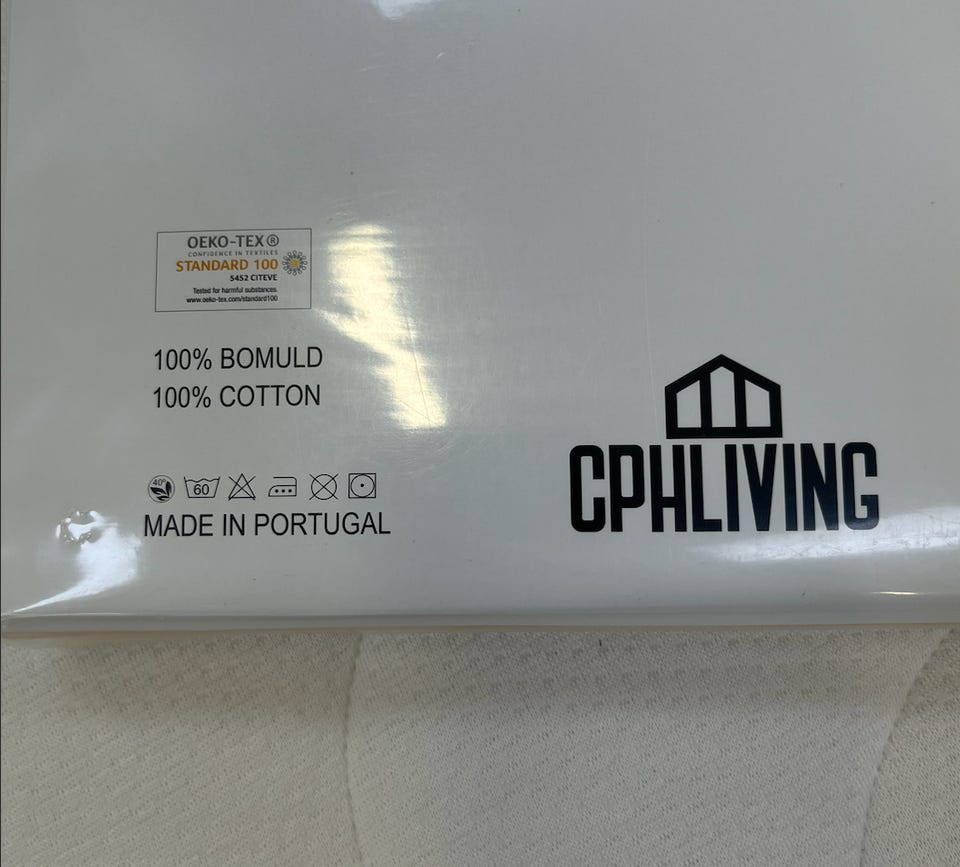 OEKO-TEX®
CONFIDENCE IN TEXTILES
STANDARD 100
5452 CITEVE
Tested for harmful substances
www.oeko-tex.com/standard100
100% BOMULD
100% COTTON
40°
60
MADE IN PORTUGAL
CPHLIVING